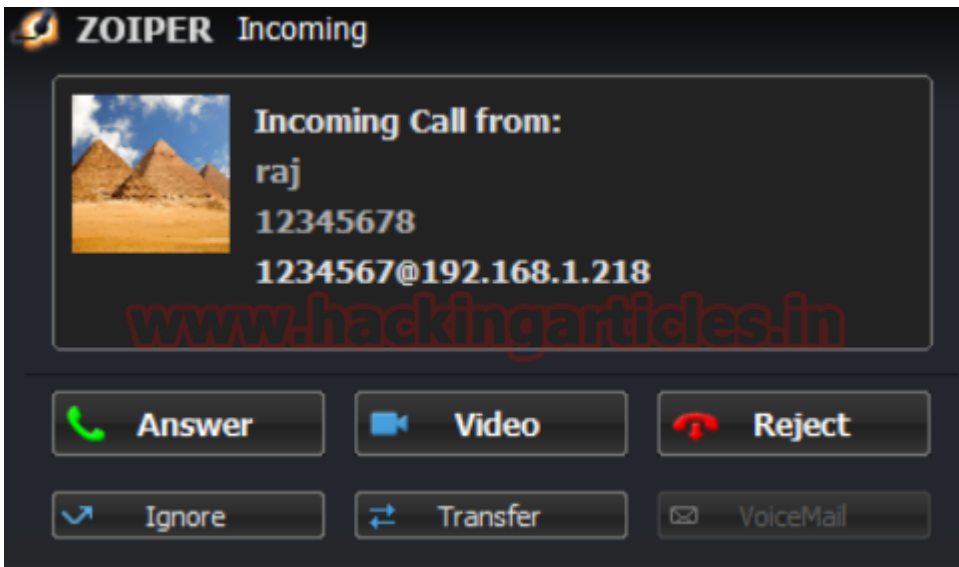 ZOIPER Incoming
Incoming Call from:
raj
12345678
1234567@192.168.1.218
www.hackingarticles.in
Answer Video Reject
Ignore Transfer VoiceMail